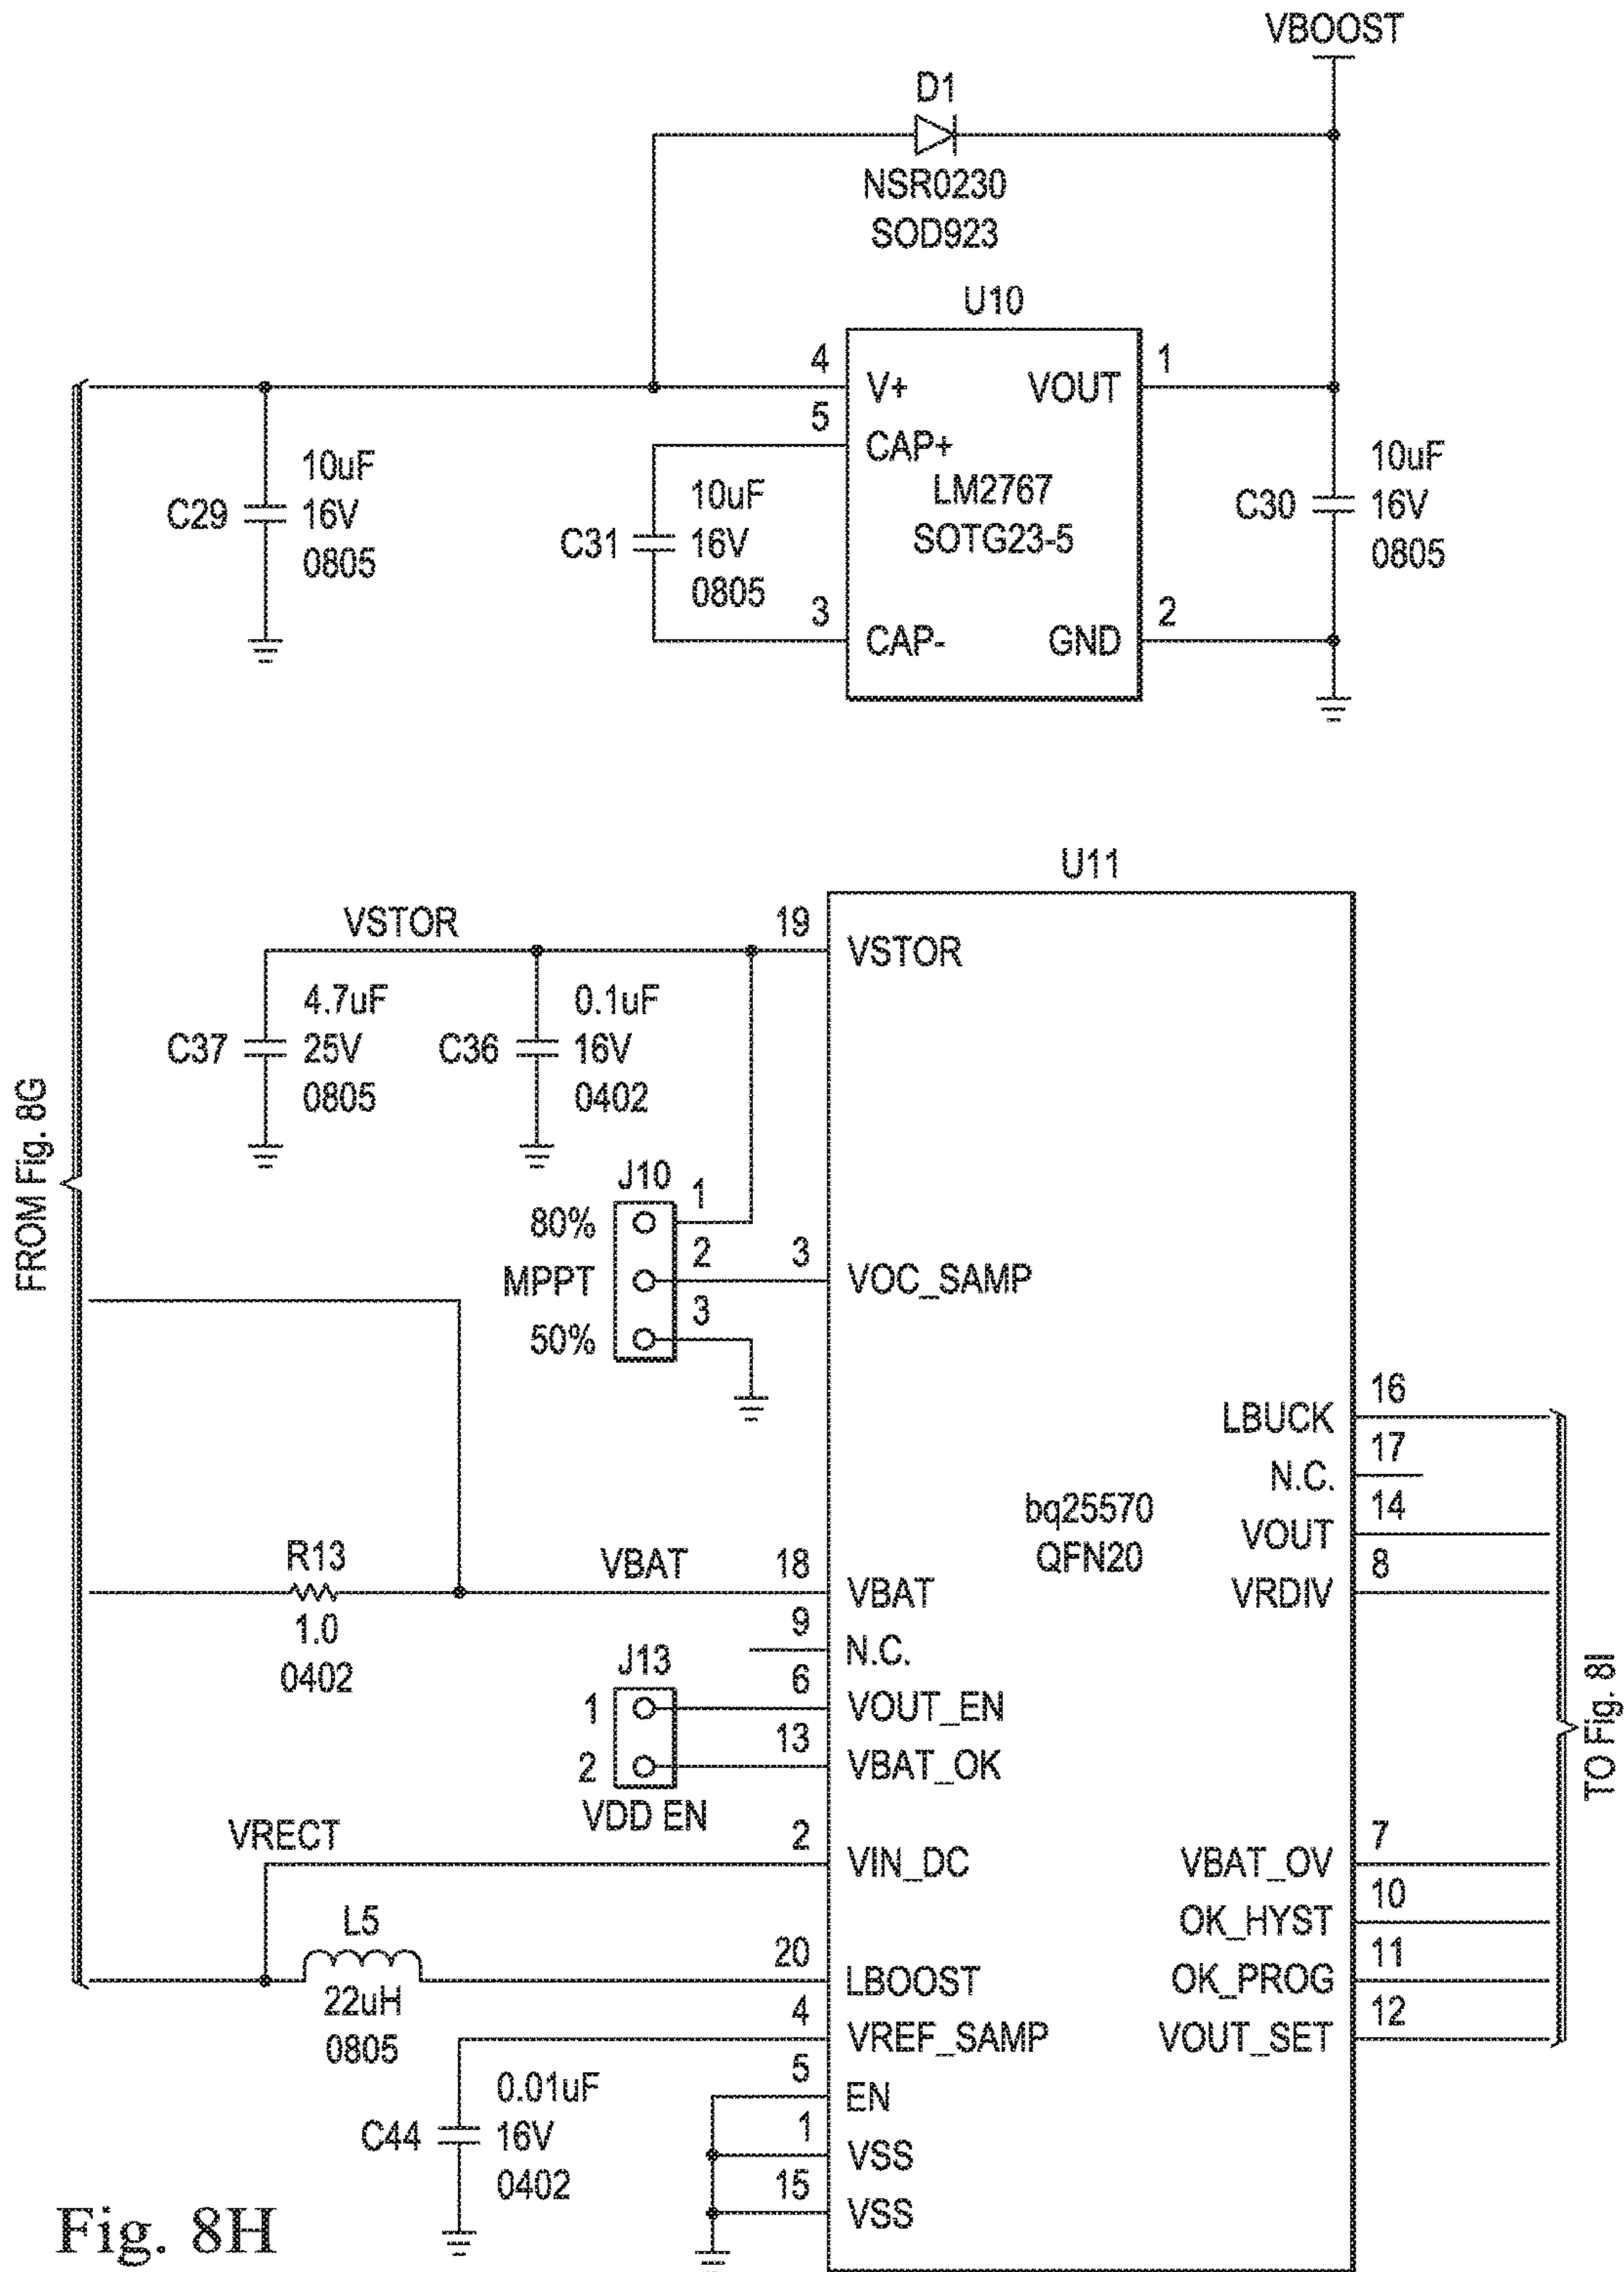 VBOOST
D1
NSR0230
SOD923
U10
4
V+
VOUT
1
5
CAP+
LM2767
SOTG23-5
3
CAP-
GND
2
10uF
C29
16V
0805
10uF
C31
16V
0805
10uF
C30
16V
0805
U11
VSTOR
19
VSTOR
4.7uF
C37
25V
0805
0.1uF
C36
16V
0402
FROM Fig. 8G
J10
80%
1
MPPT
2
3
VOC_SAMP
50%
3
LBUCK
16
N.C.
17
bq25570
QFN20
VOUT
14
VRDIV
8
R13
1.0
0402
VBAT
18
VBAT
9
N.C.
J13
1
6
VOUT_EN
2
13
VBAT_OK
VDD EN
TO Fig. 8I
VRECT
2
VIN_DC
VBAT_OV
7
OK_HYST
10
L5
22uH
0805
20
LBOOST
OK_PROG
11
4
VREF_SAMP
VOUT_SET
12
0.01uF
C44
16V
0402
5
EN
1
VSS
15
VSS
Fig. 8H